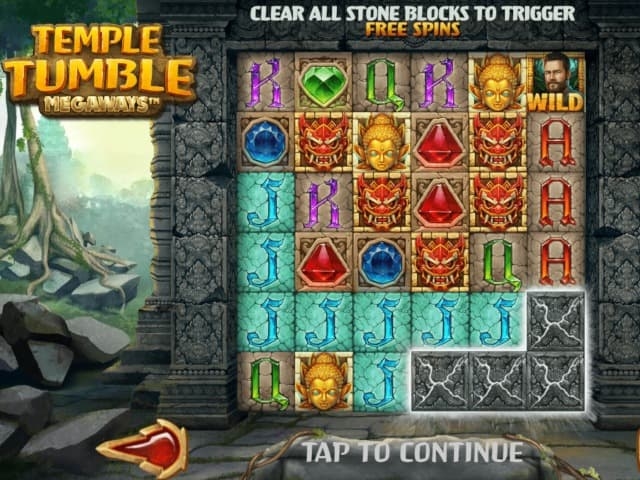 CLEAR ALL STONE BLOCKS TO TRIGGER
FREE SPINS
TEMPLE
TUMBLE
MEGAWAYS™
K Q K WILD
A
J K A
J Q A
J J J J J
Q J
TAP TO CONTINUE